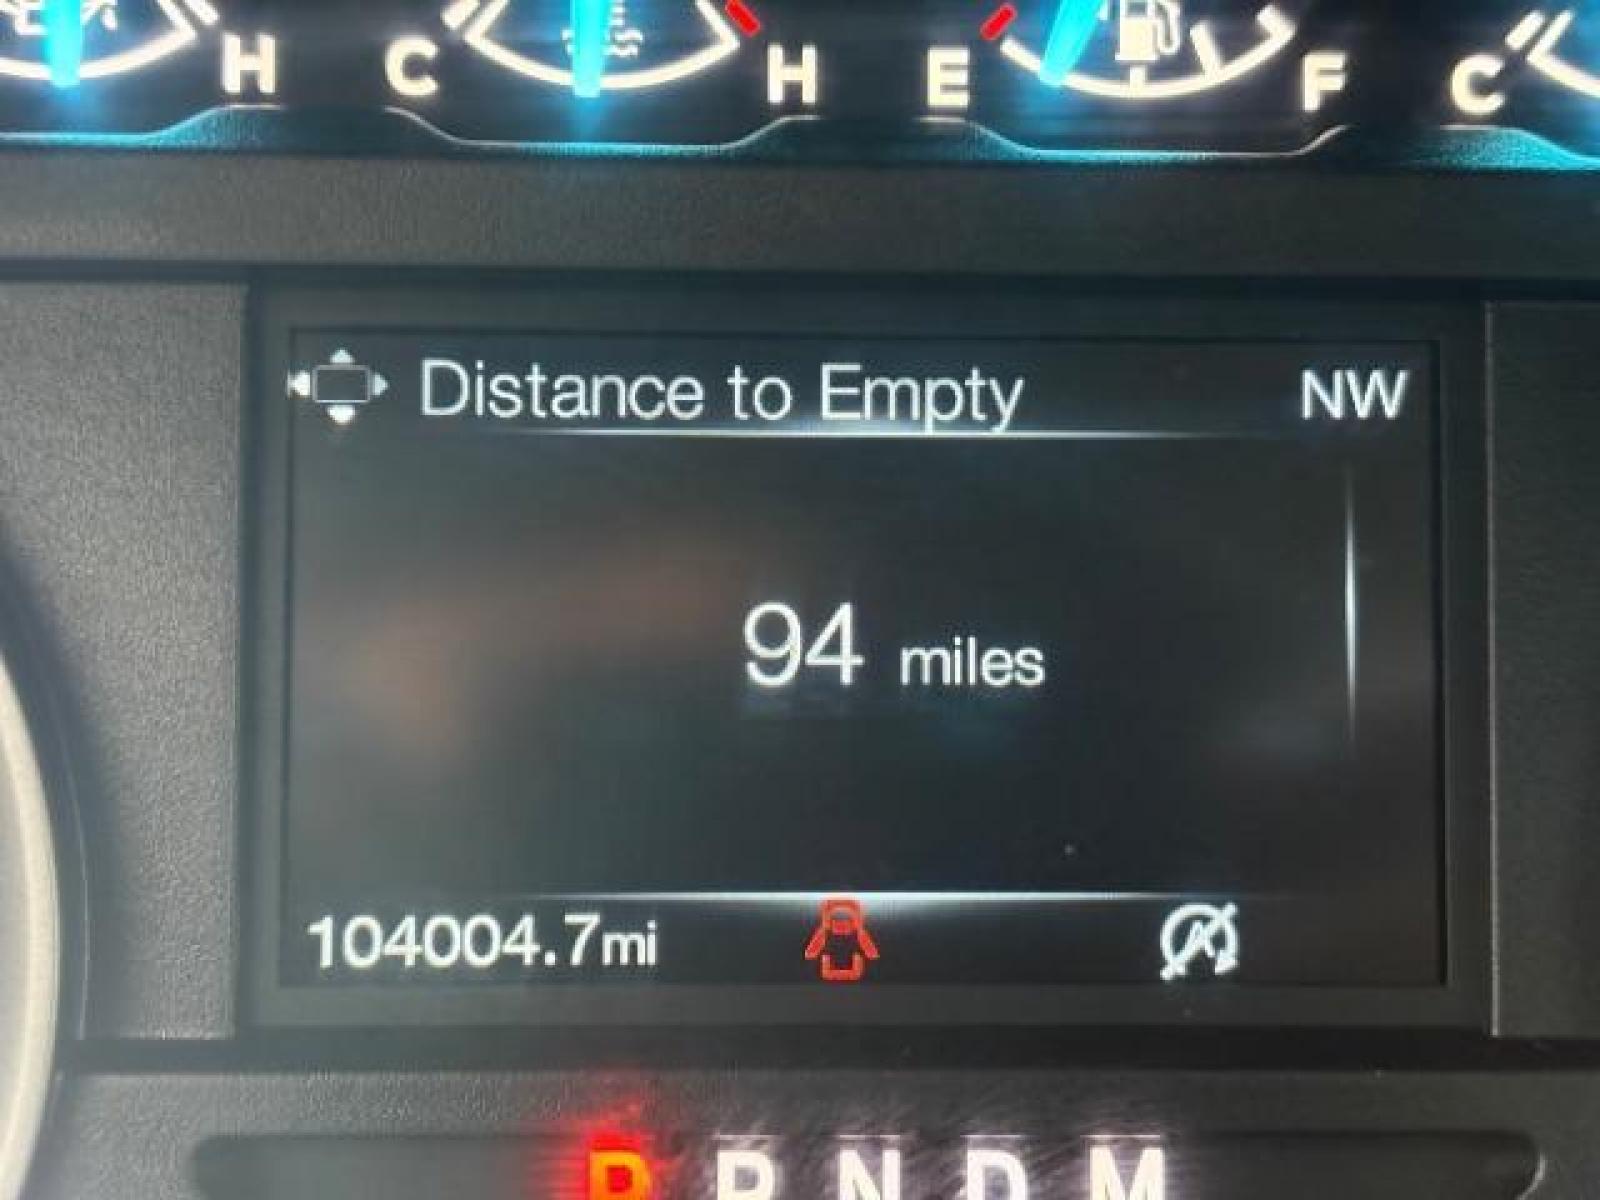 H C H E F C
Distance to Empty NW
94 miles
104004.7mi
P R N D M